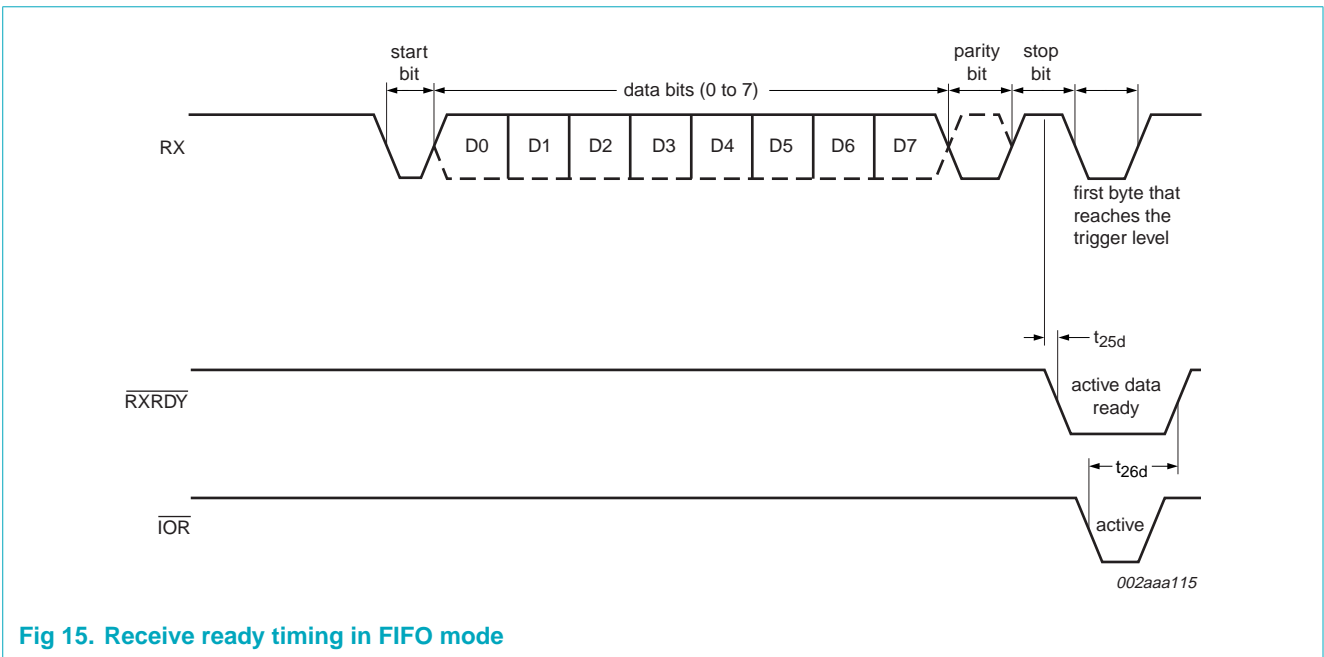 start
bit
data bits (0 to 7)
parity
bit
stop
bit
RX
D0 D1 D2 D3 D4 D5 D6 D7
first byte that
reaches the
trigger level
t25d
RXRDY
active data
ready
t26d
IOR
active
002aaa115
Fig 15. Receive ready timing in FIFO mode